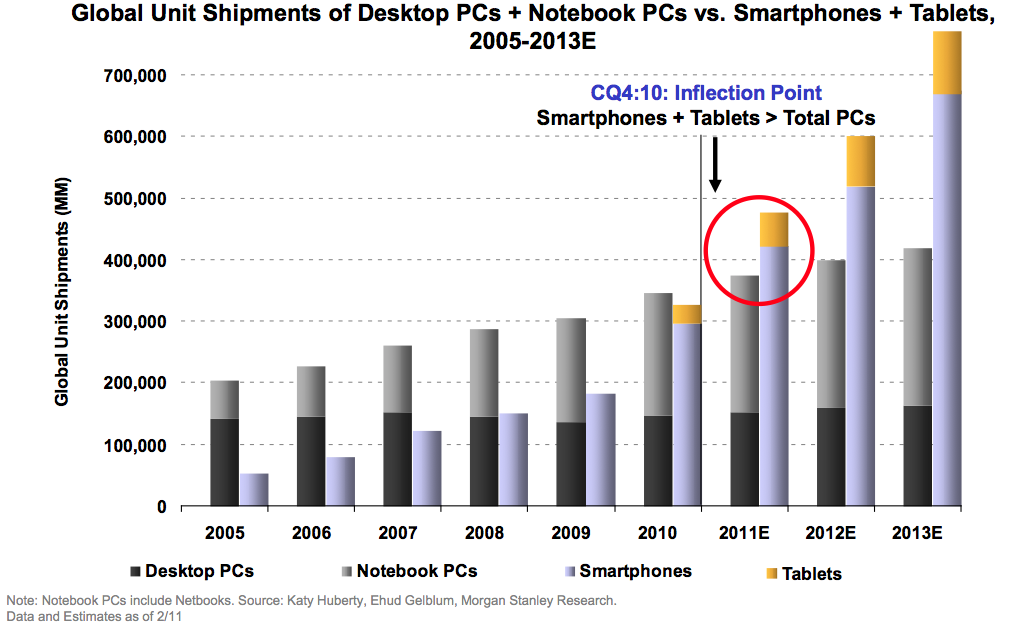 Global Unit Shipments of Desktop PCs + Notebook PCs vs. Smartphones + Tablets,
2005-2013E
CQ4:10: Inflection Point
Smartphones + Tablets > Total PCs
Global Unit Shipments (MM)
700,000
600,000
500,000
400,000
300,000
200,000
100,000
0
2005 2006 2007 2008 2009 2010 2011E 2012E 2013E
Desktop PCs Notebook PCs Smartphones Tablets
Note: Notebook PCs include Netbooks. Source: Katy Huberty, Ehud Gelblum, Morgan Stanley Research.
Data and Estimates as of 2/11